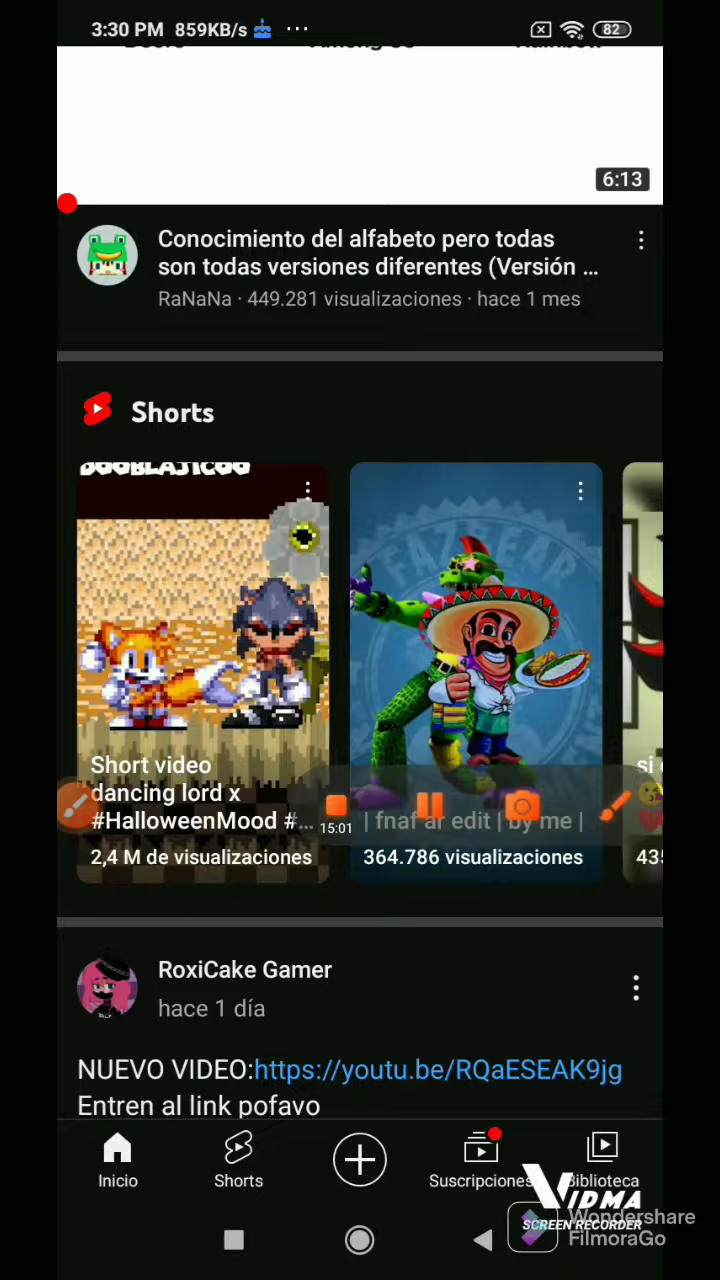 3:30 PM 859KB/s ... 82
6:13
Conocimiento del alfabeto pero todas
son todas versiones diferentes (Versión ...
RaNaNa · 449.281 visualizaciones · hace 1 mes
Shorts
FAZBEAR
Short video
dancing lord x
#HalloweenMood #...
2,4 M de visualizaciones
| fnaf ar edit | by me |
364.786 visualizaciones
si
435
15:01
RoxiCake Gamer
hace 1 día
NUEVO VIDEO:https://youtu.be/RQaESEAK9jg
Entren al link pofavo
Inicio
Shorts
Suscripciones
Biblioteca
VIDMA
SCREEN RECORDER
Wondershare
FilmoraGo